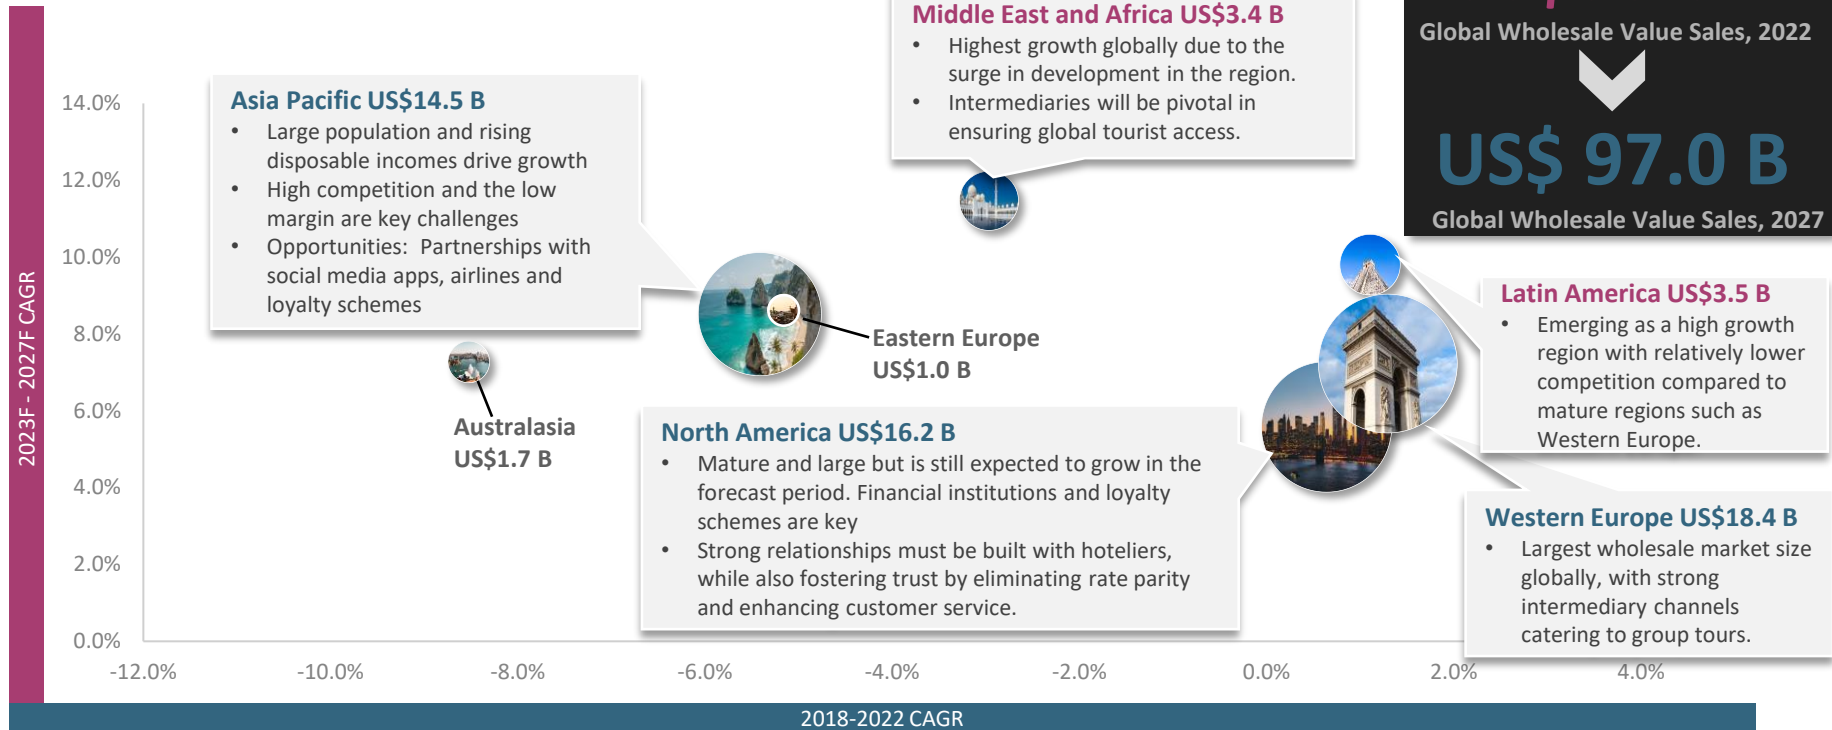 Middle East and Africa US$3.4 B
• Highest growth globally due to the
surge in development in the region.
• Intermediaries will be pivotal in
ensuring global tourist access.
Global Wholesale Value Sales, 2022
US$ 97.0 B
Global Wholesale Value Sales, 2027
Asia Pacific US$14.5 B
• Large population and rising
disposable incomes drive growth
• High competition and the low
margin are key challenges
• Opportunities:  Partnerships with
social media apps, airlines and
loyalty schemes
Eastern Europe
US$1.0 B
Australasia
US$1.7 B
Latin America US$3.5 B
• Emerging as a high growth
region with relatively lower
competition compared to
mature regions such as
Western Europe.
North America US$16.2 B
• Mature and large but is still expected to grow in the
forecast period. Financial institutions and loyalty
schemes are key
• Strong relationships must be built with hoteliers,
while also fostering trust by eliminating rate parity
and enhancing customer service.
Western Europe US$18.4 B
• Largest wholesale market size
globally, with strong
intermediary channels
catering to group tours.
2023F - 2027F CAGR
14.0%
12.0%
10.0%
8.0%
6.0%
4.0%
2.0%
0.0%
-12.0%
-10.0%
-8.0%
-6.0%
-4.0%
-2.0%
0.0%
2.0%
4.0%
2018-2022 CAGR